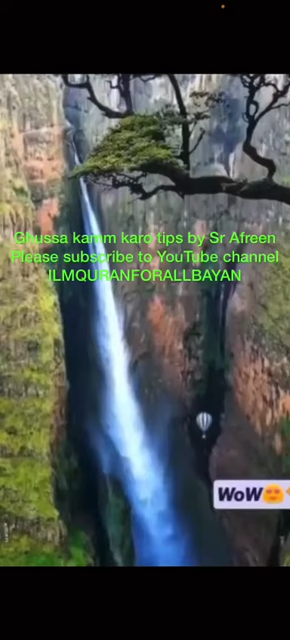 Ghussa kamm karo tips by Sr Afreen
Please subscribe to YouTube channel
ILMQURANFORALLBAYAN
WoW😍